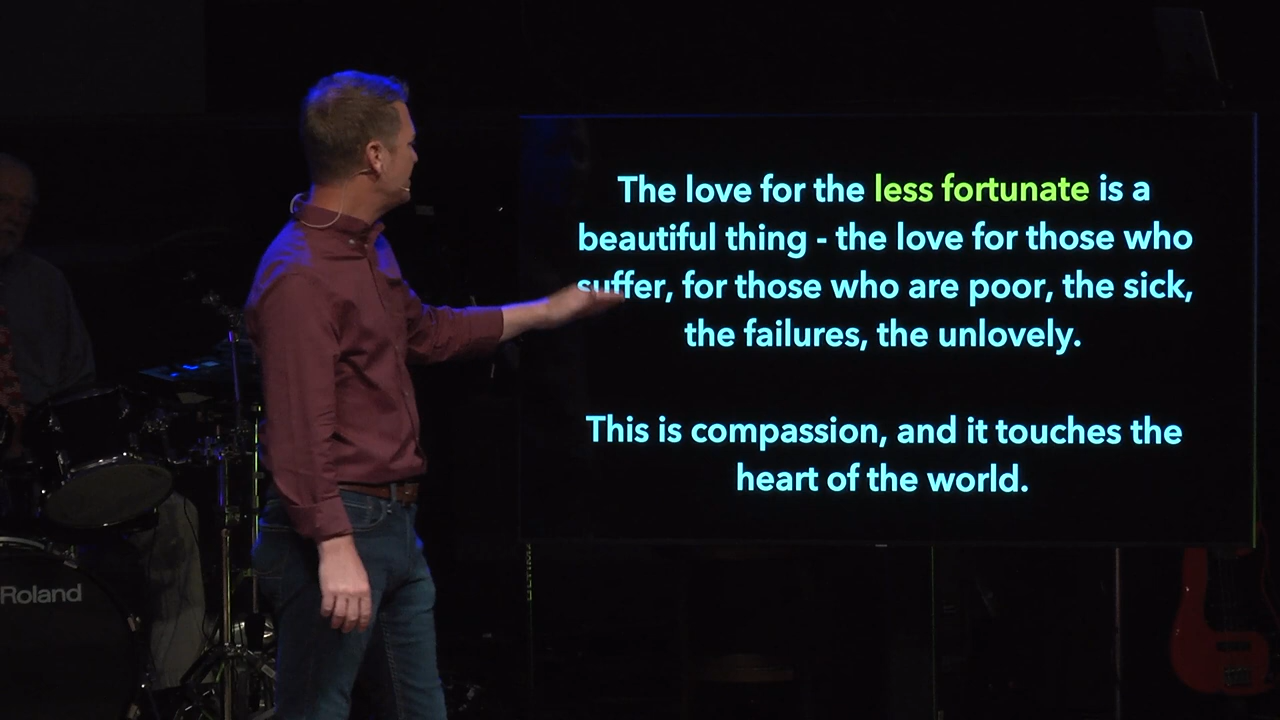 The love for the less fortunate is a
beautiful thing - the love for those who
suffer, for those who are poor, the sick,
the failures, the unlovely.
This is compassion, and it touches the
heart of the world.
Roland